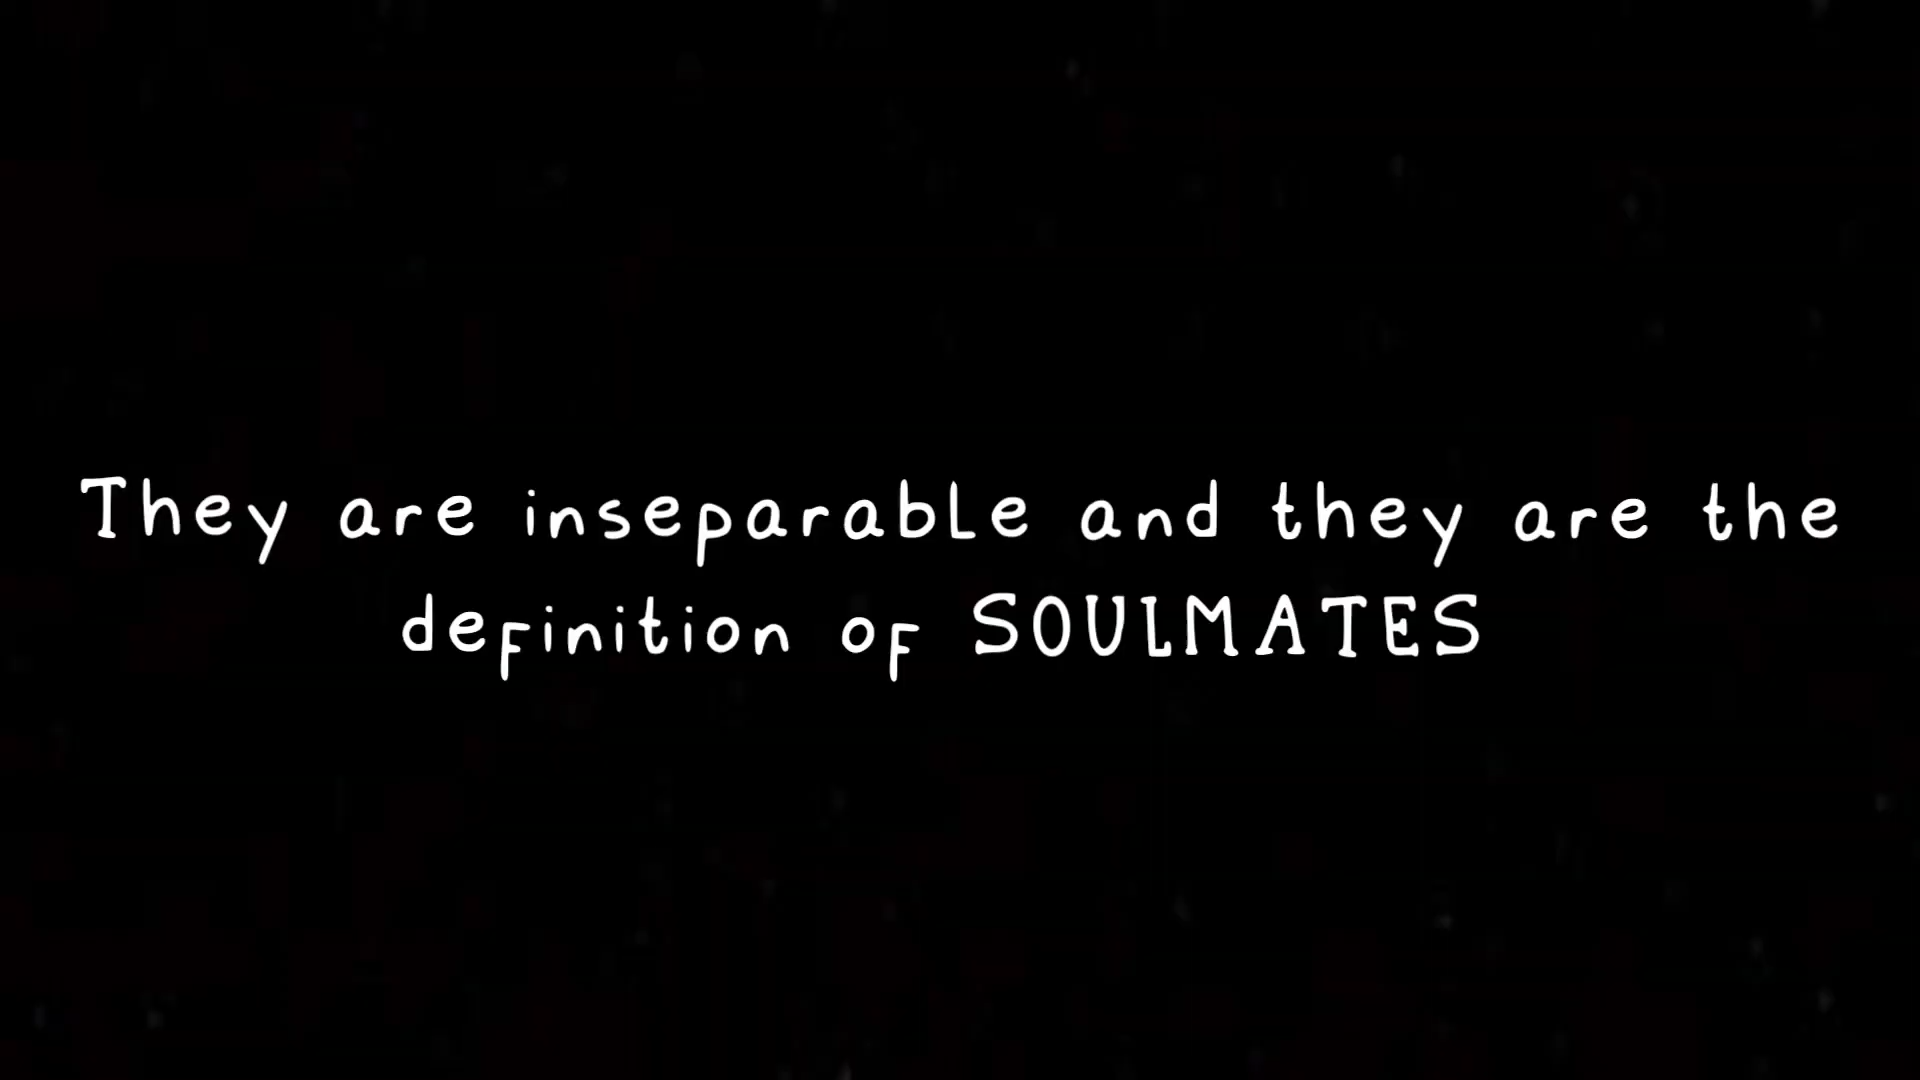 They are inseparable and they are the
definition of SOULMATES